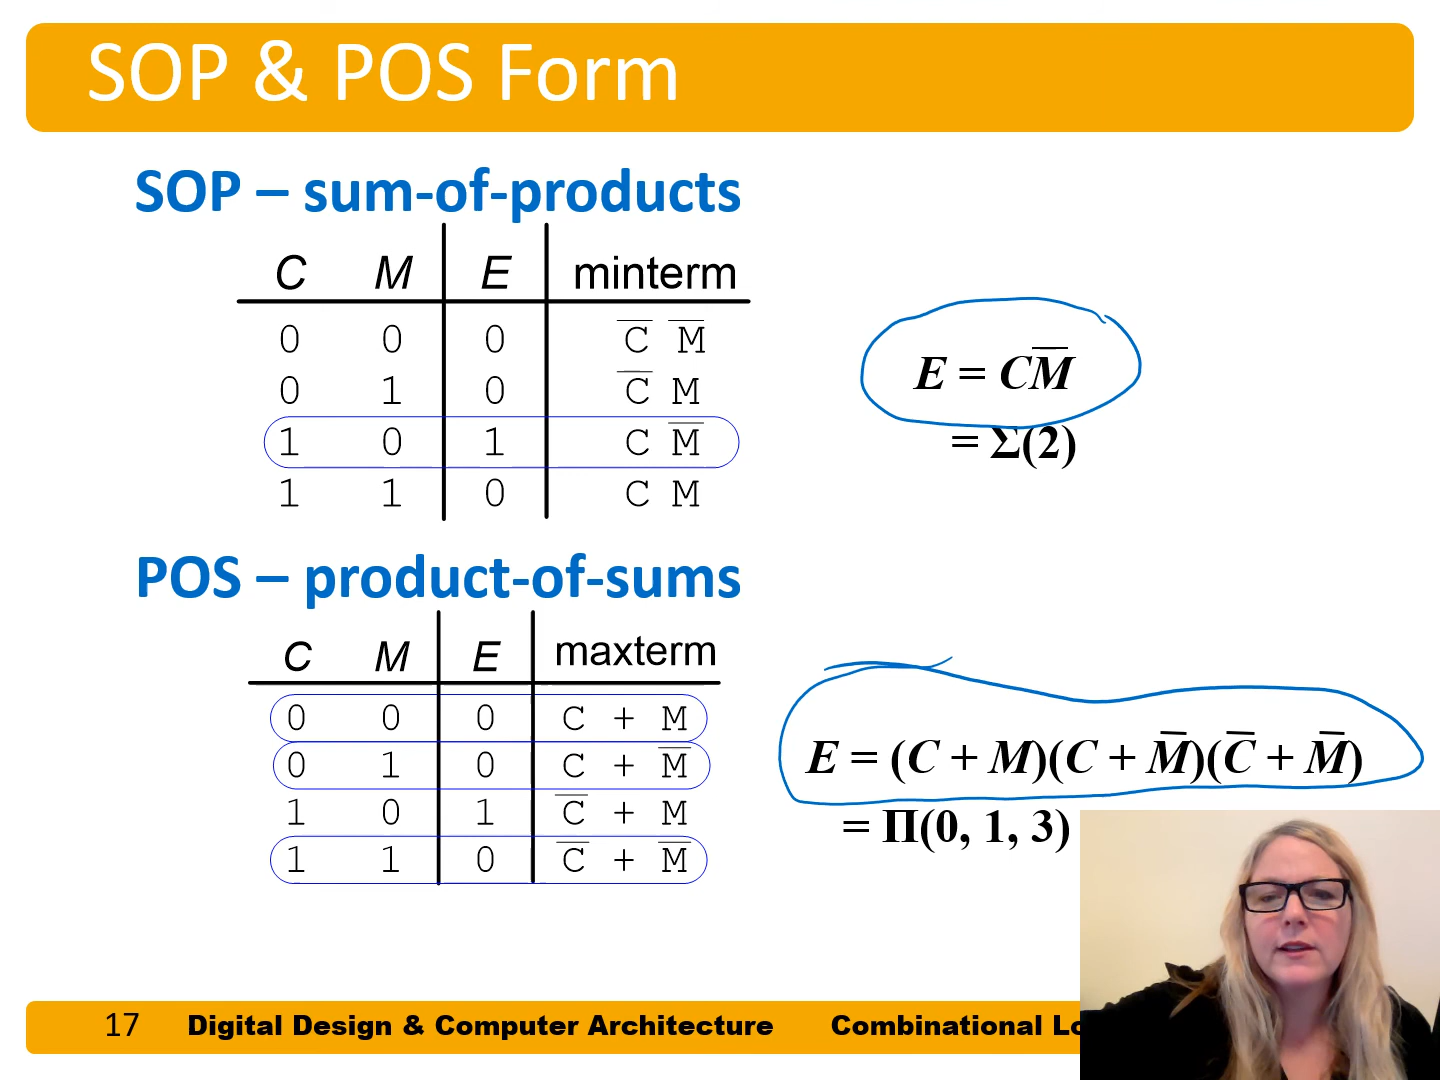 SOP & POS Form
SOP – sum-of-products
C M E minterm
0 0 0 C̅ M̅
0 1 0 C̅ M
1 0 1 C M̅
1 1 0 C M
E = CM̅
= Σ(2)
POS – product-of-sums
C M E maxterm
0 0 0 C + M
0 1 0 C + M̅
1 0 1 C̅ + M
1 1 0 C̅ + M̅
E = (C + M)(C + M̅)(C̅ + M̅)
= Π(0, 1, 3)
17 Digital Design & Computer Architecture Combinational Lo